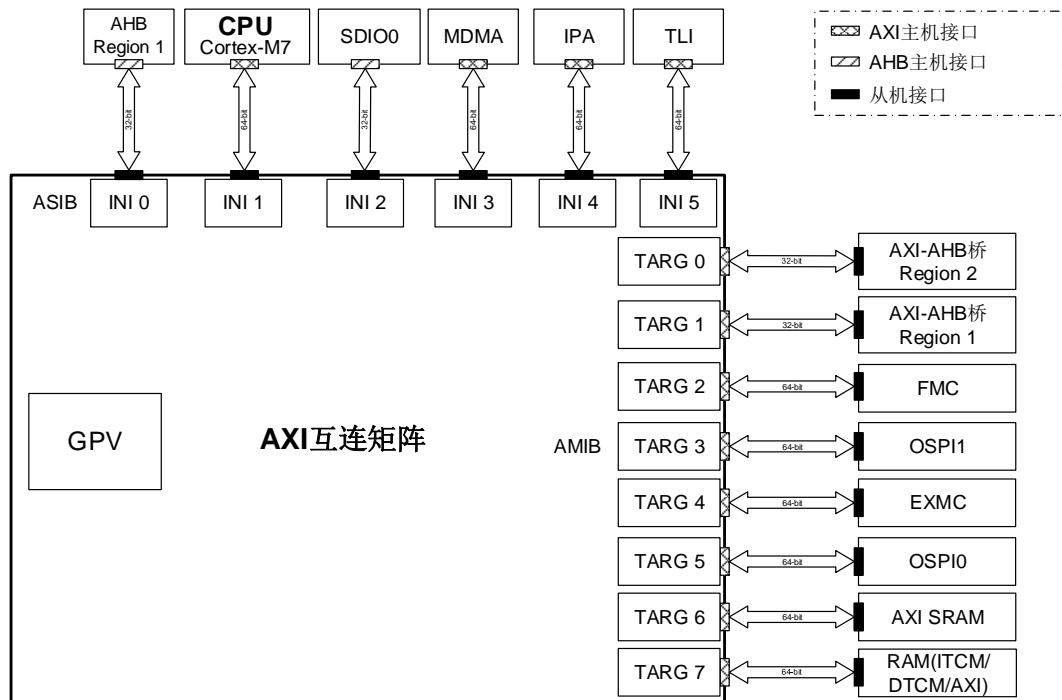 AHB
Region 1
CPU
Cortex-M7
SDIO0
MDMA
IPA
TLI
AXI主机接口
AHB主机接口
从机接口
32-bit
64-bit
32-bit
64-bit
64-bit
64-bit
ASIB
INI 0
INI 1
INI 2
INI 3
INI 4
INI 5
TARG 0
32-bit
AXI-AHB桥
Region 2
TARG 1
32-bit
AXI-AHB桥
Region 1
TARG 2
64-bit
FMC
GPV
AXI互连矩阵
AMIB
TARG 3
64-bit
OSPI1
TARG 4
64-bit
EXMC
TARG 5
64-bit
OSPI0
TARG 6
64-bit
AXI SRAM
TARG 7
64-bit
RAM(ITCM/
DTCM/AXI)